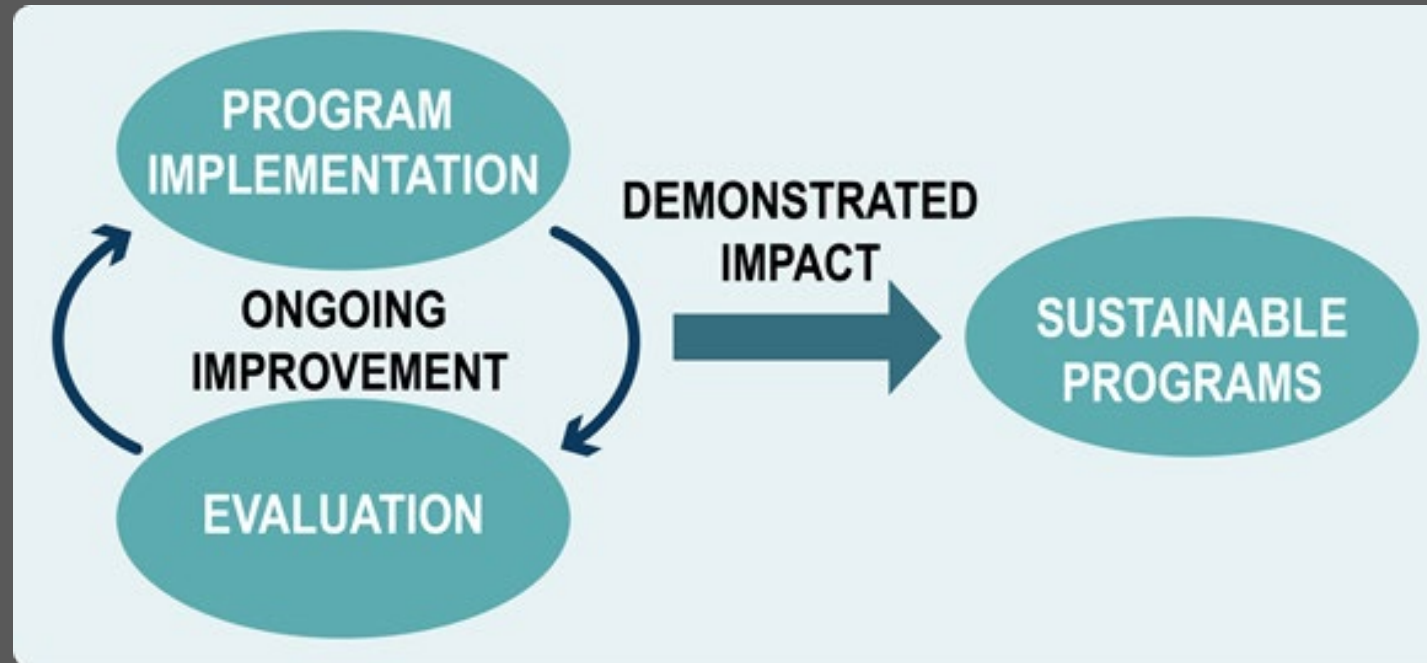 PROGRAM
IMPLEMENTATION
ONGOING
IMPROVEMENT
EVALUATION
DEMONSTRATED
IMPACT
SUSTAINABLE
PROGRAMS